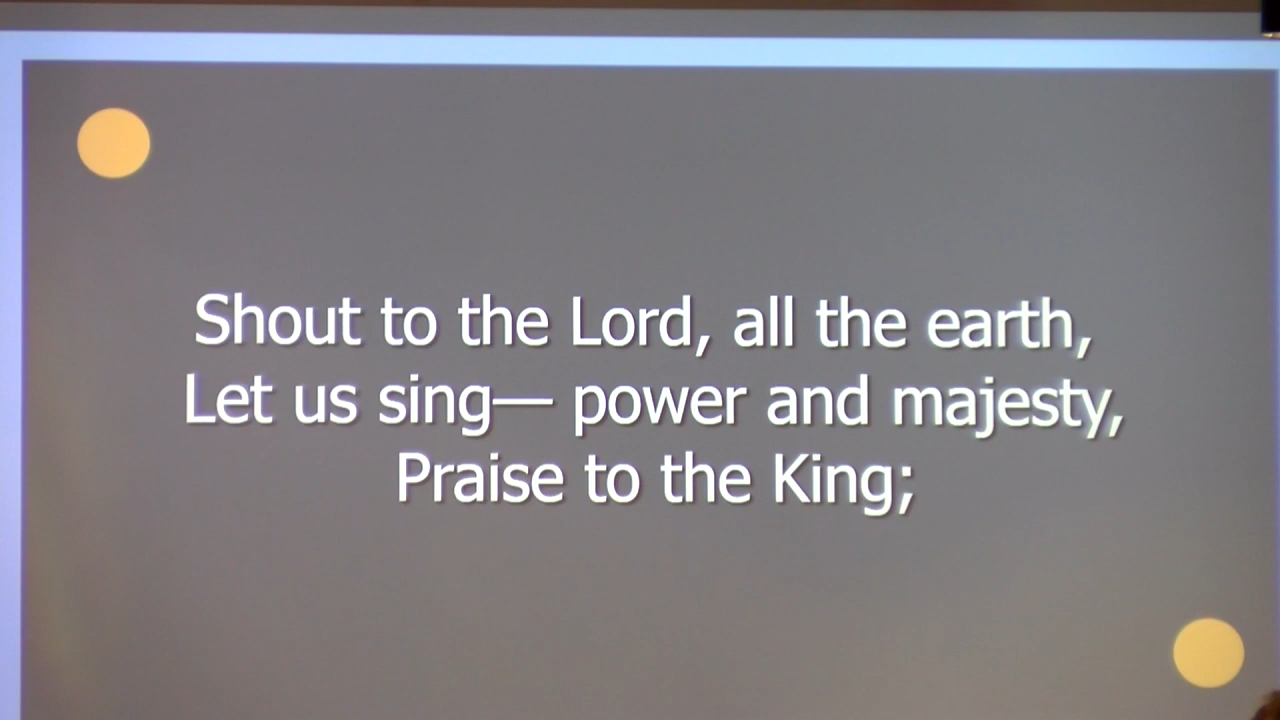 Shout to the Lord, all the earth,
Let us sing— power and majesty,
Praise to the King;